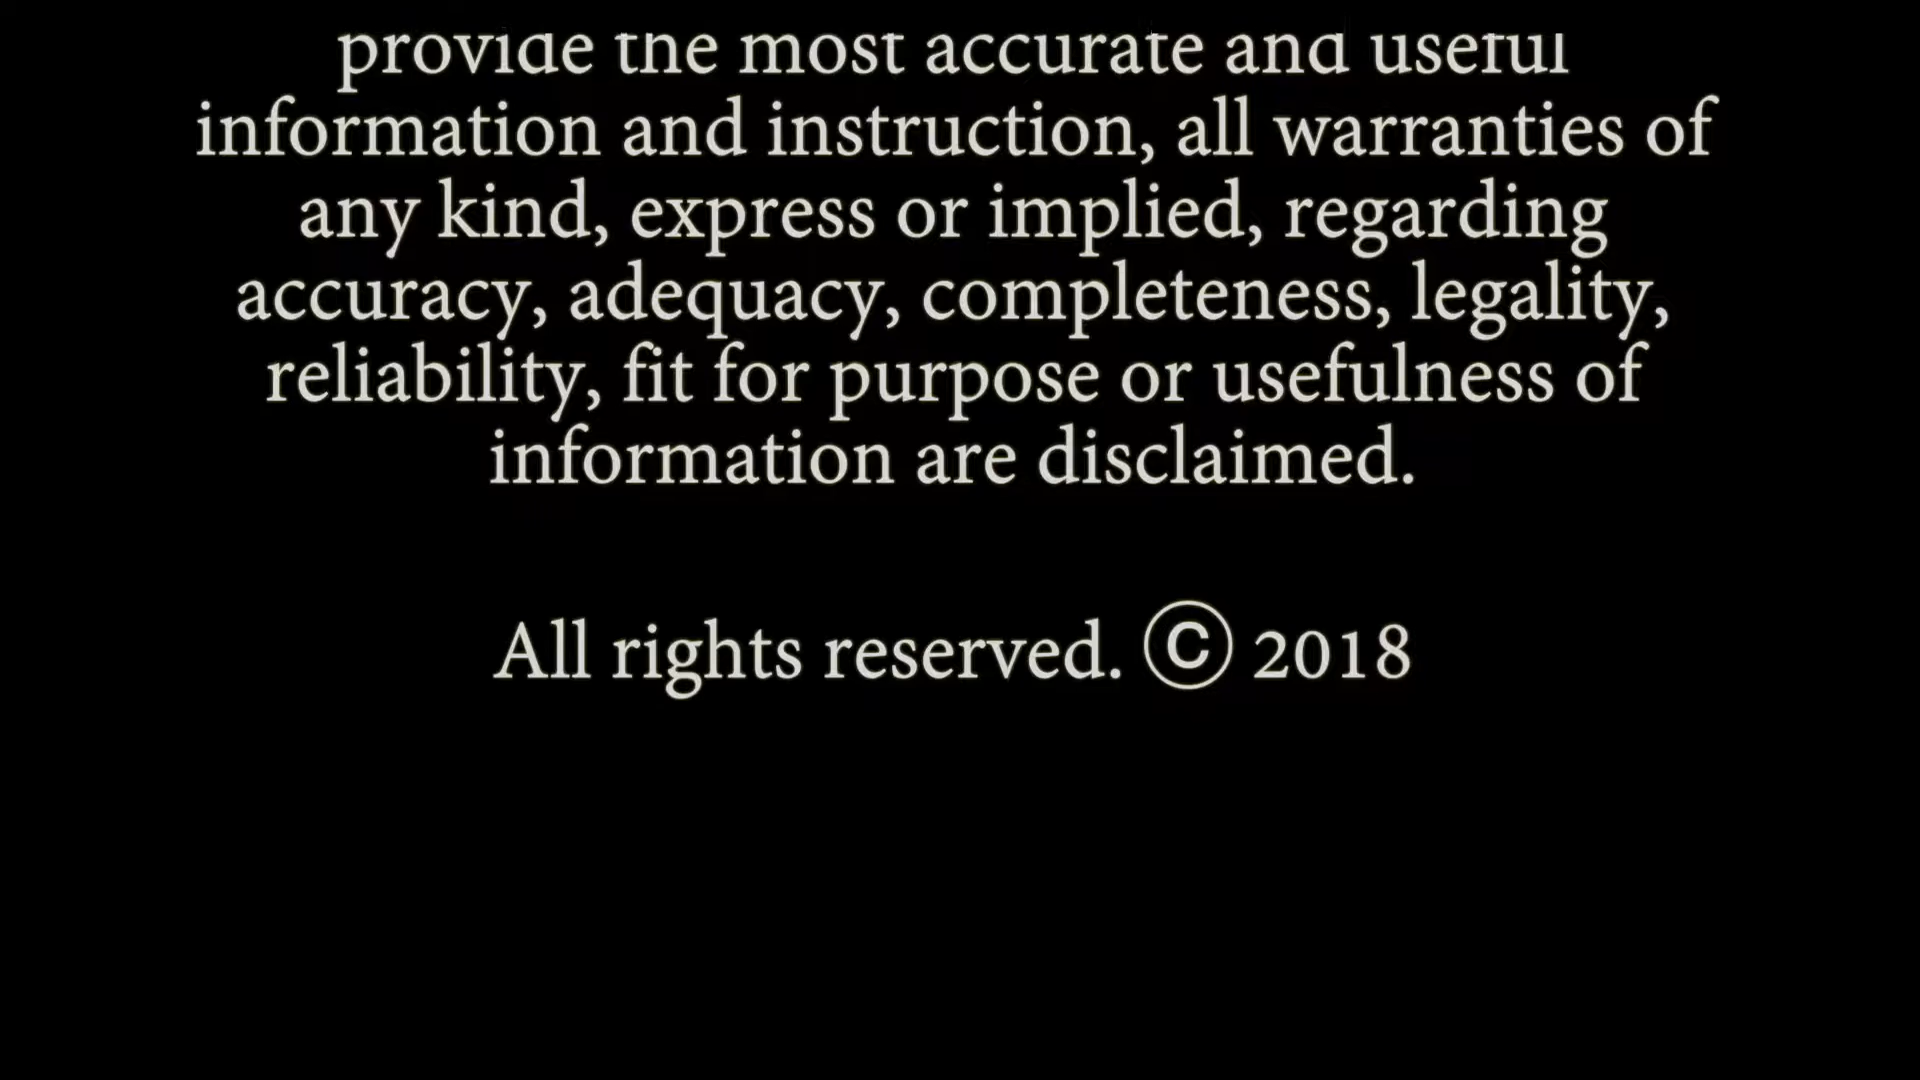 provide the most accurate and useful
information and instruction, all warranties of
any kind, express or implied, regarding
accuracy, adequacy, completeness, legality,
reliability, fit for purpose or usefulness of
information are disclaimed.
All rights reserved. © 2018